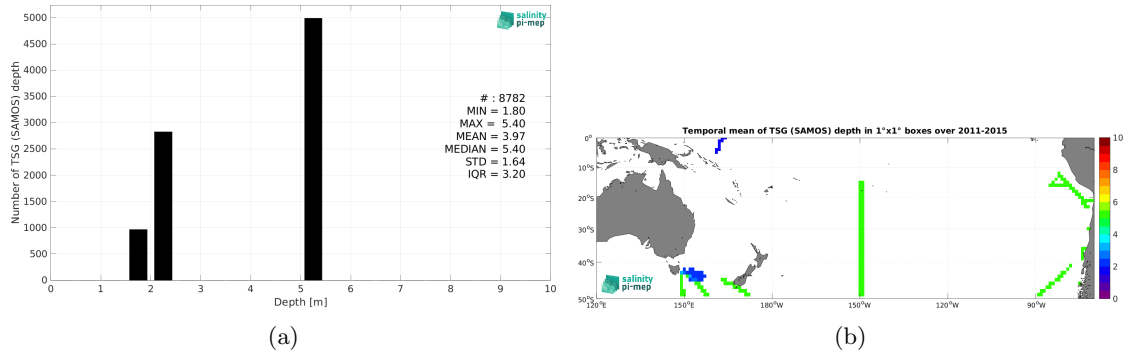 5000
4500
4000
3500
3000
2500
2000
1500
1000
500
0
Number of TSG (SAMOS) depth
0 1 2 3 4 5 6 7 8 9 10
Depth [m]
salinity
pi-mep
# : 8782
MIN = 1.80
MAX = 5.40
MEAN = 3.97
MEDIAN = 5.40
STD = 1.64
IQR = 3.20
(a)
Temporal mean of TSG (SAMOS) depth in 1°x1° boxes over 2011-2015
0°
10°S
20°S
30°S
40°S
50°S
120°E 150°E 180°W 150°W 120°W 90°W
salinity
pi-mep
10
8
6
4
2
0
(b)